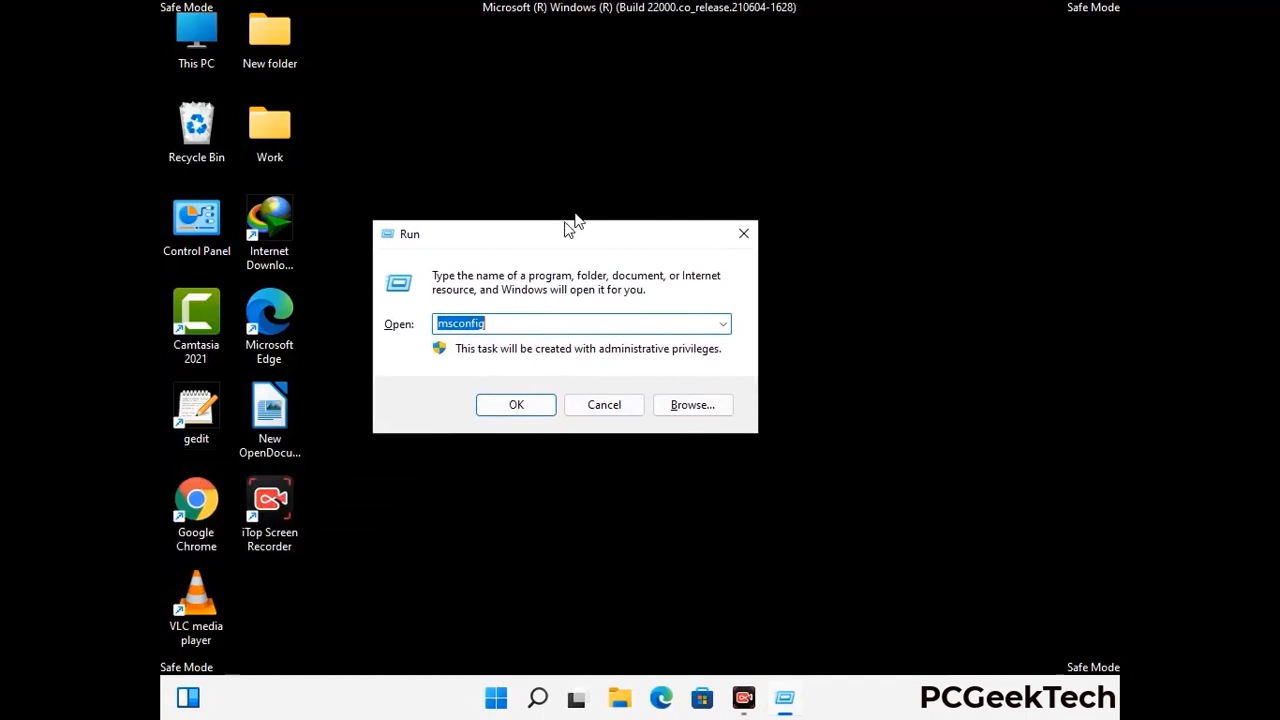 Safe Mode
Microsoft (R) Windows (R) (Build 22000.co_release.210604-1628)
Safe Mode
This PC
New folder
Recycle Bin
Work
Control Panel
Internet
Downlo...
Camtasia
2021
Microsoft
Edge
gedit
New
OpenDocu...
Google
Chrome
iTop Screen
Recorder
VLC media
player
Run
Type the name of a program, folder, document, or Internet
resource, and Windows will open it for you.
Open:
msconfig
This task will be created with administrative privileges.
OK
Cancel
Browse...
Safe Mode
Safe Mode
PCGeekTech